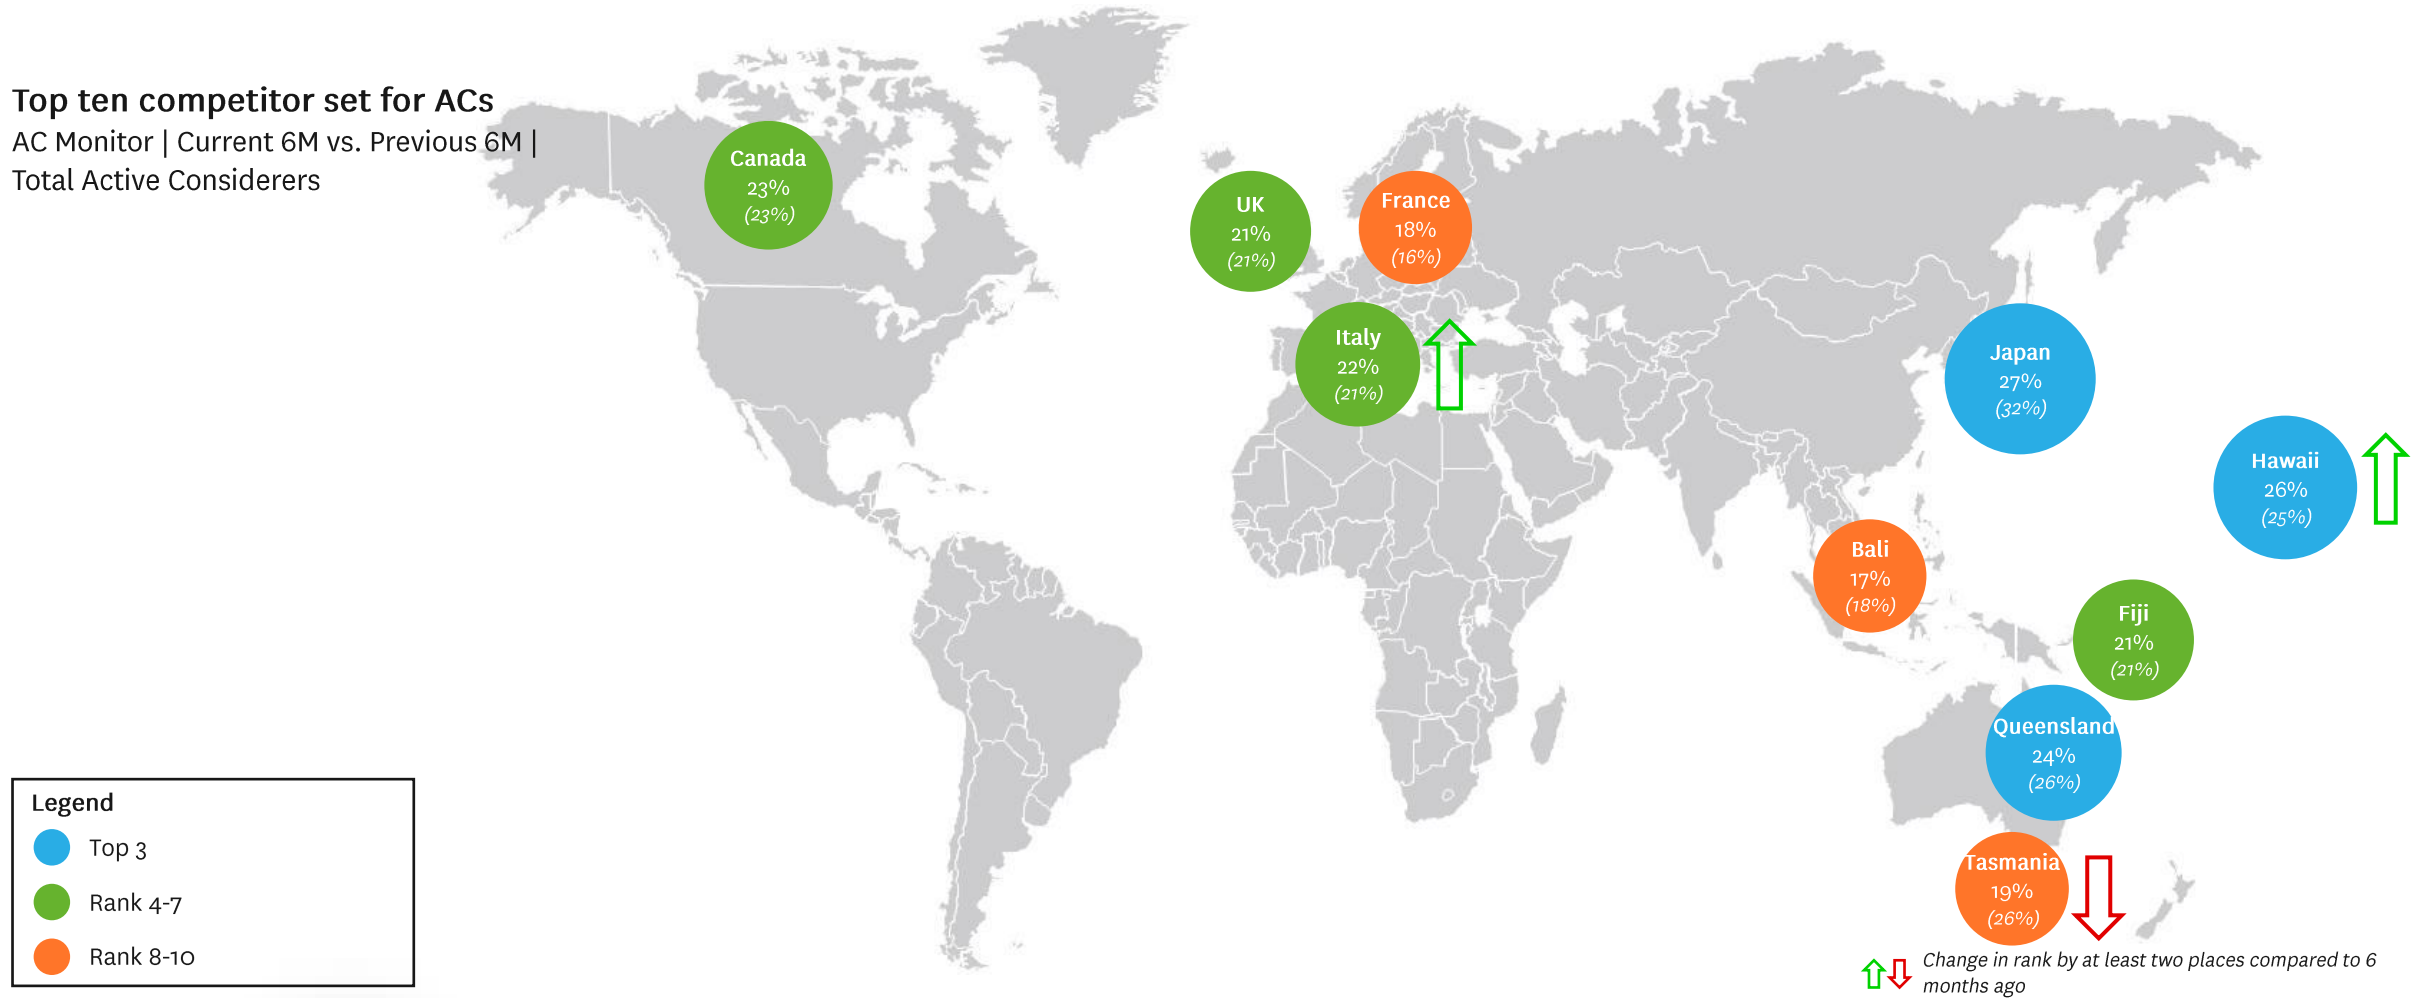 Top ten competitor set for ACs
AC Monitor | Current 6M vs. Previous 6M |
Total Active Considerers
Canada
23%
(23%)
UK
21%
(21%)
France
18%
(16%)
Italy
22%
(21%)
Japan
27%
(32%)
Hawaii
26%
(25%)
Bali
17%
(18%)
Fiji
21%
(21%)
Queensland
24%
(26%)
Tasmania
19%
(26%)
Legend
Top 3
Rank 4-7
Rank 8-10
Change in rank by at least two places compared to 6
months ago